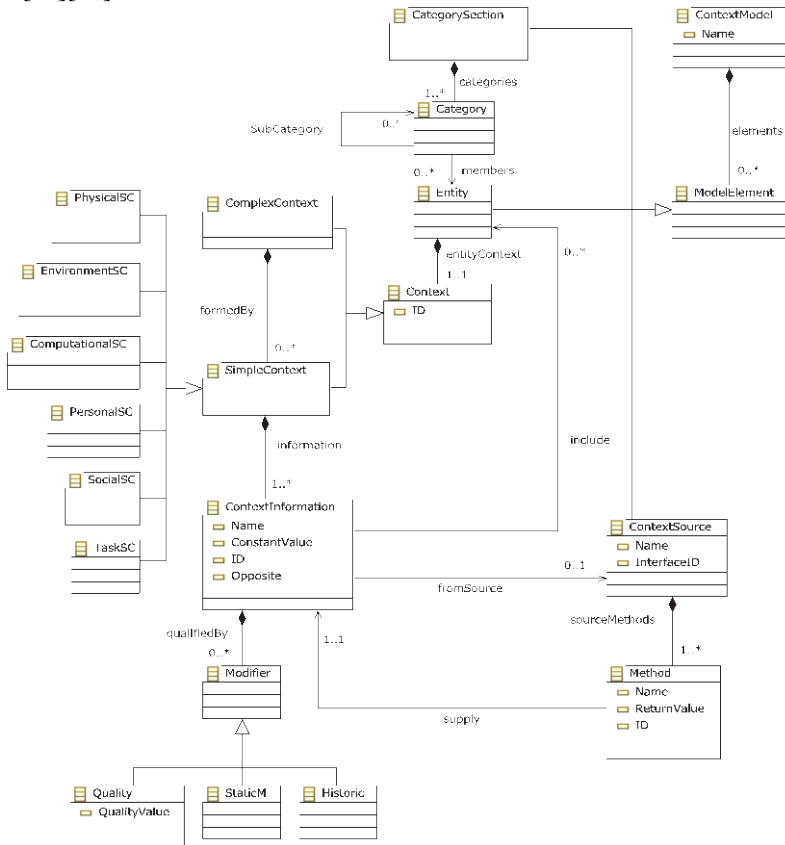 CategorySection
ContextModel
Name
categories
1..*
Category
SubCategory
0..*
elements
0..*
members
0..*
PhysicalSC
ComplexContext
Entity
ModelElement
entityContext
0..*
1..1
EnvironmentSC
Context
ID
formedBy
ComputationalSC
0..*
SimpleContext
PersonalSC
information
include
SocialSC
1..*
ContextInformation
Name
ConstantValue
ID
Opposite
ContextSource
Name
InterfaceID
TaskSC
0..1
fromSource
sourceMethods
qualifiedBy
1..1
0..*
1..*
Modifier
Method
Name
ReturnValue
ID
supply
Quality
QualityValue
StaticM
Historic